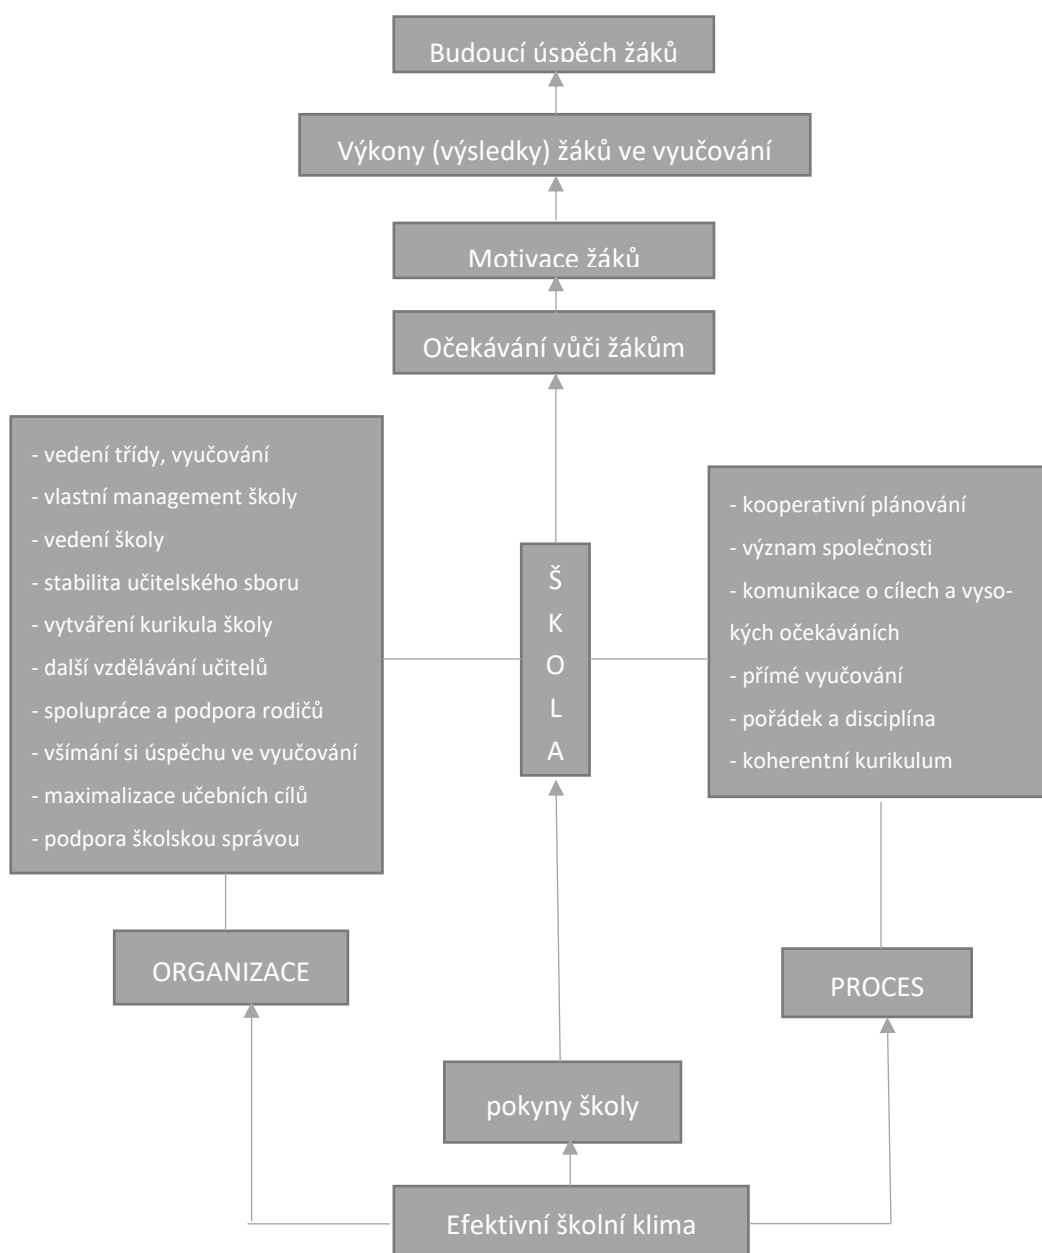 Budoucí úspěch žáků
Výkony (výsledky) žáků ve vyučování
Motivace žáků
Očekávání vůči žákům
- vedení třídy, vyučování
- vlastní management školy
- vedení školy
- stabilita učitelského sboru
- vytváření kurikula školy
- další vzdělávání učitelů
- spolupráce a podpora rodičů
- všímání si úspěchu ve vyučování
- maximalizace učebních cílů
- podpora školskou správou
Š
K
O
L
A
- kooperativní plánování
- význam společnosti
- komunikace o cílech a vyso-
kých očekáváních
- přímé vyučování
- pořádek a disciplína
- koherentní kurikulum
ORGANIZACE
PROCES
pokyny školy
Efektivní školní klima